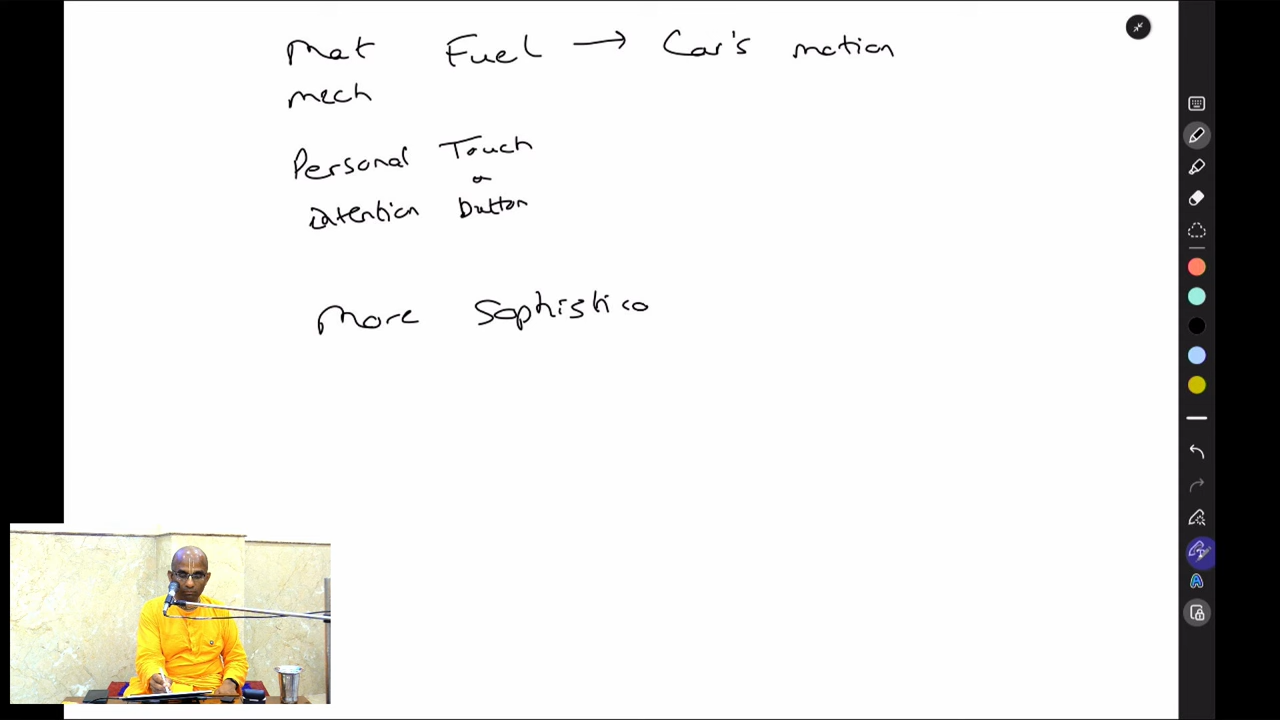 Mat Fuel → Car's motion
mech
Personal Touch
a
intention button
More Sophistica